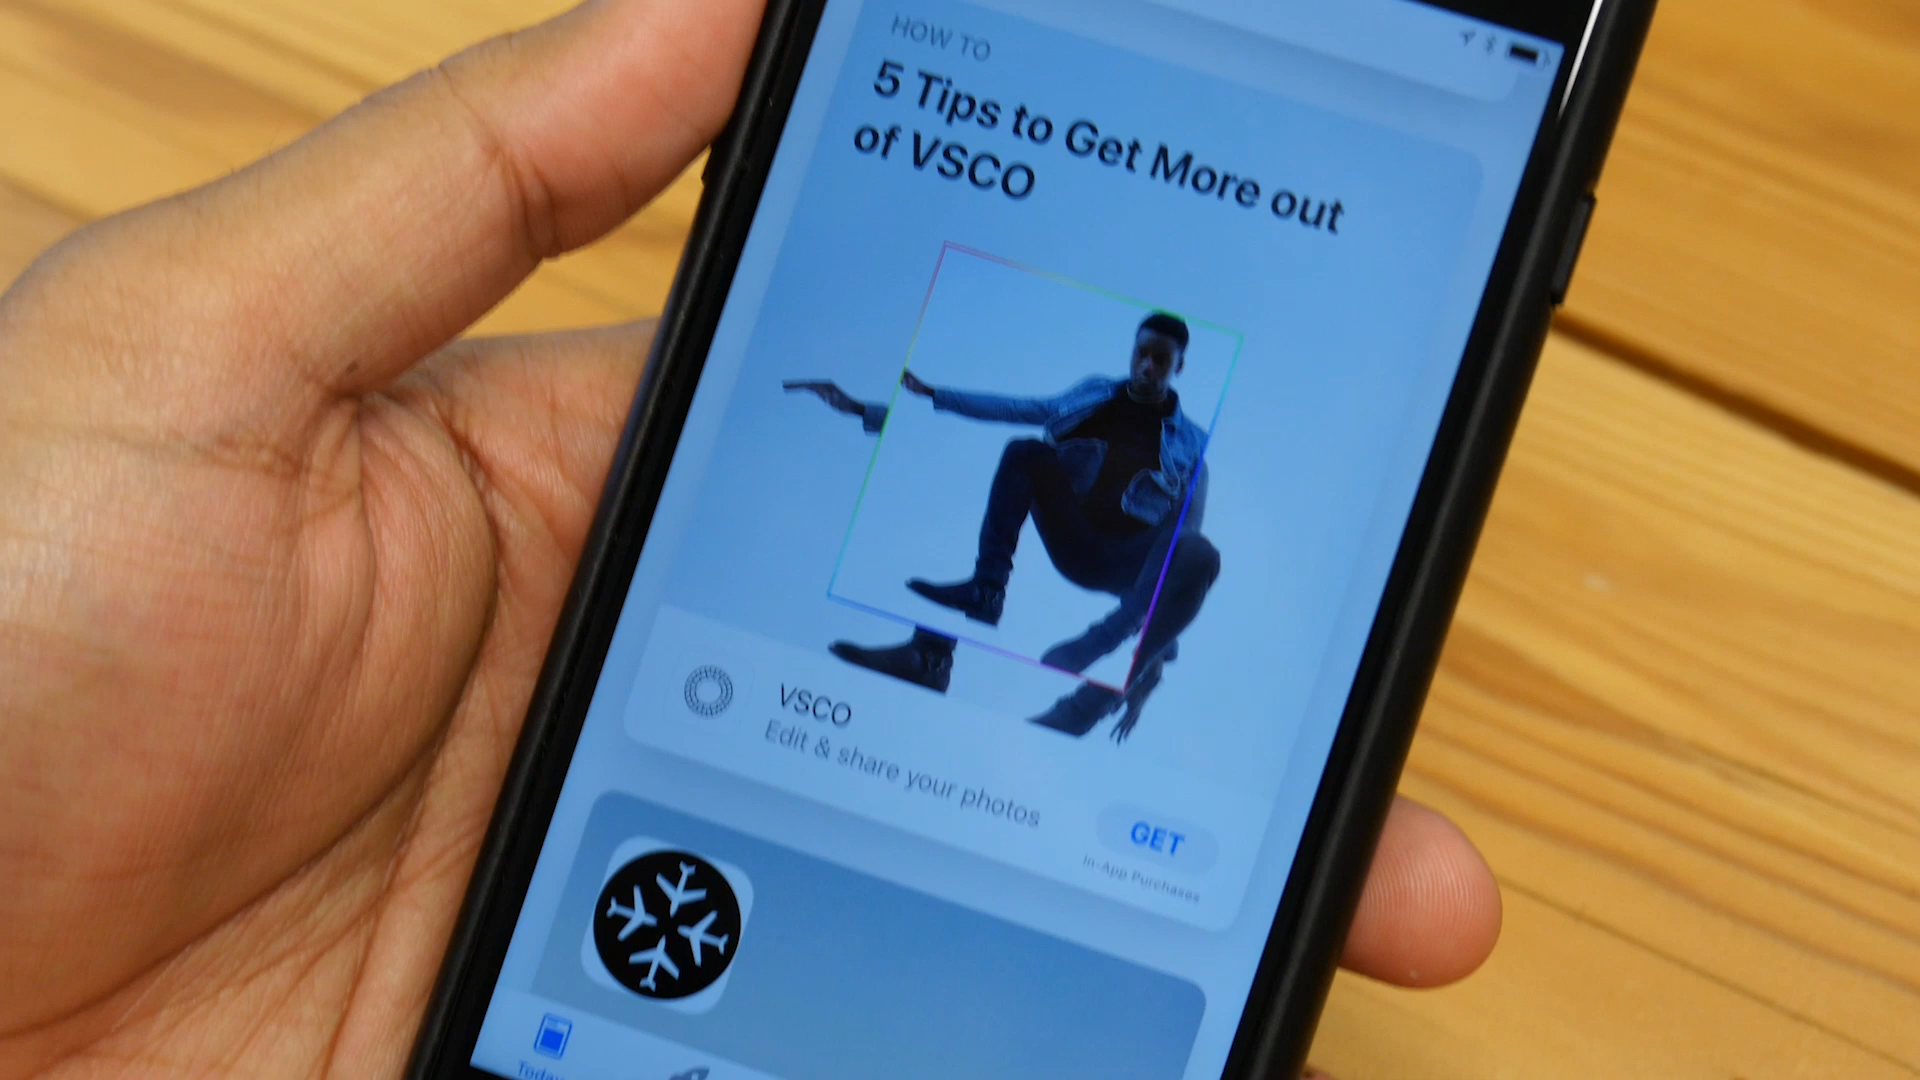 HOW TO
5 Tips to Get More out
of VSCO
VSCO
Edit & share your photos
GET
In-App Purchases
Today